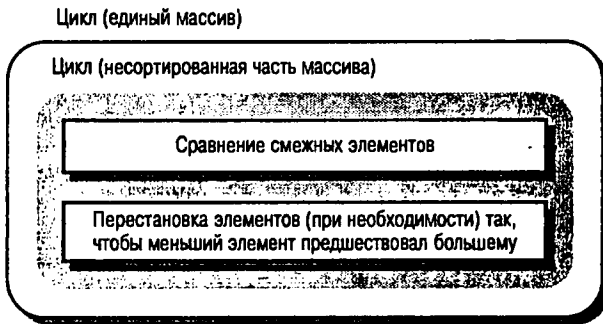 Цикл (единый массив)
Цикл (несортированная часть массива)
Сравнение смежных элементов
Перестановка элементов (при необходимости) так,
чтобы меньший элемент предшествовал большему